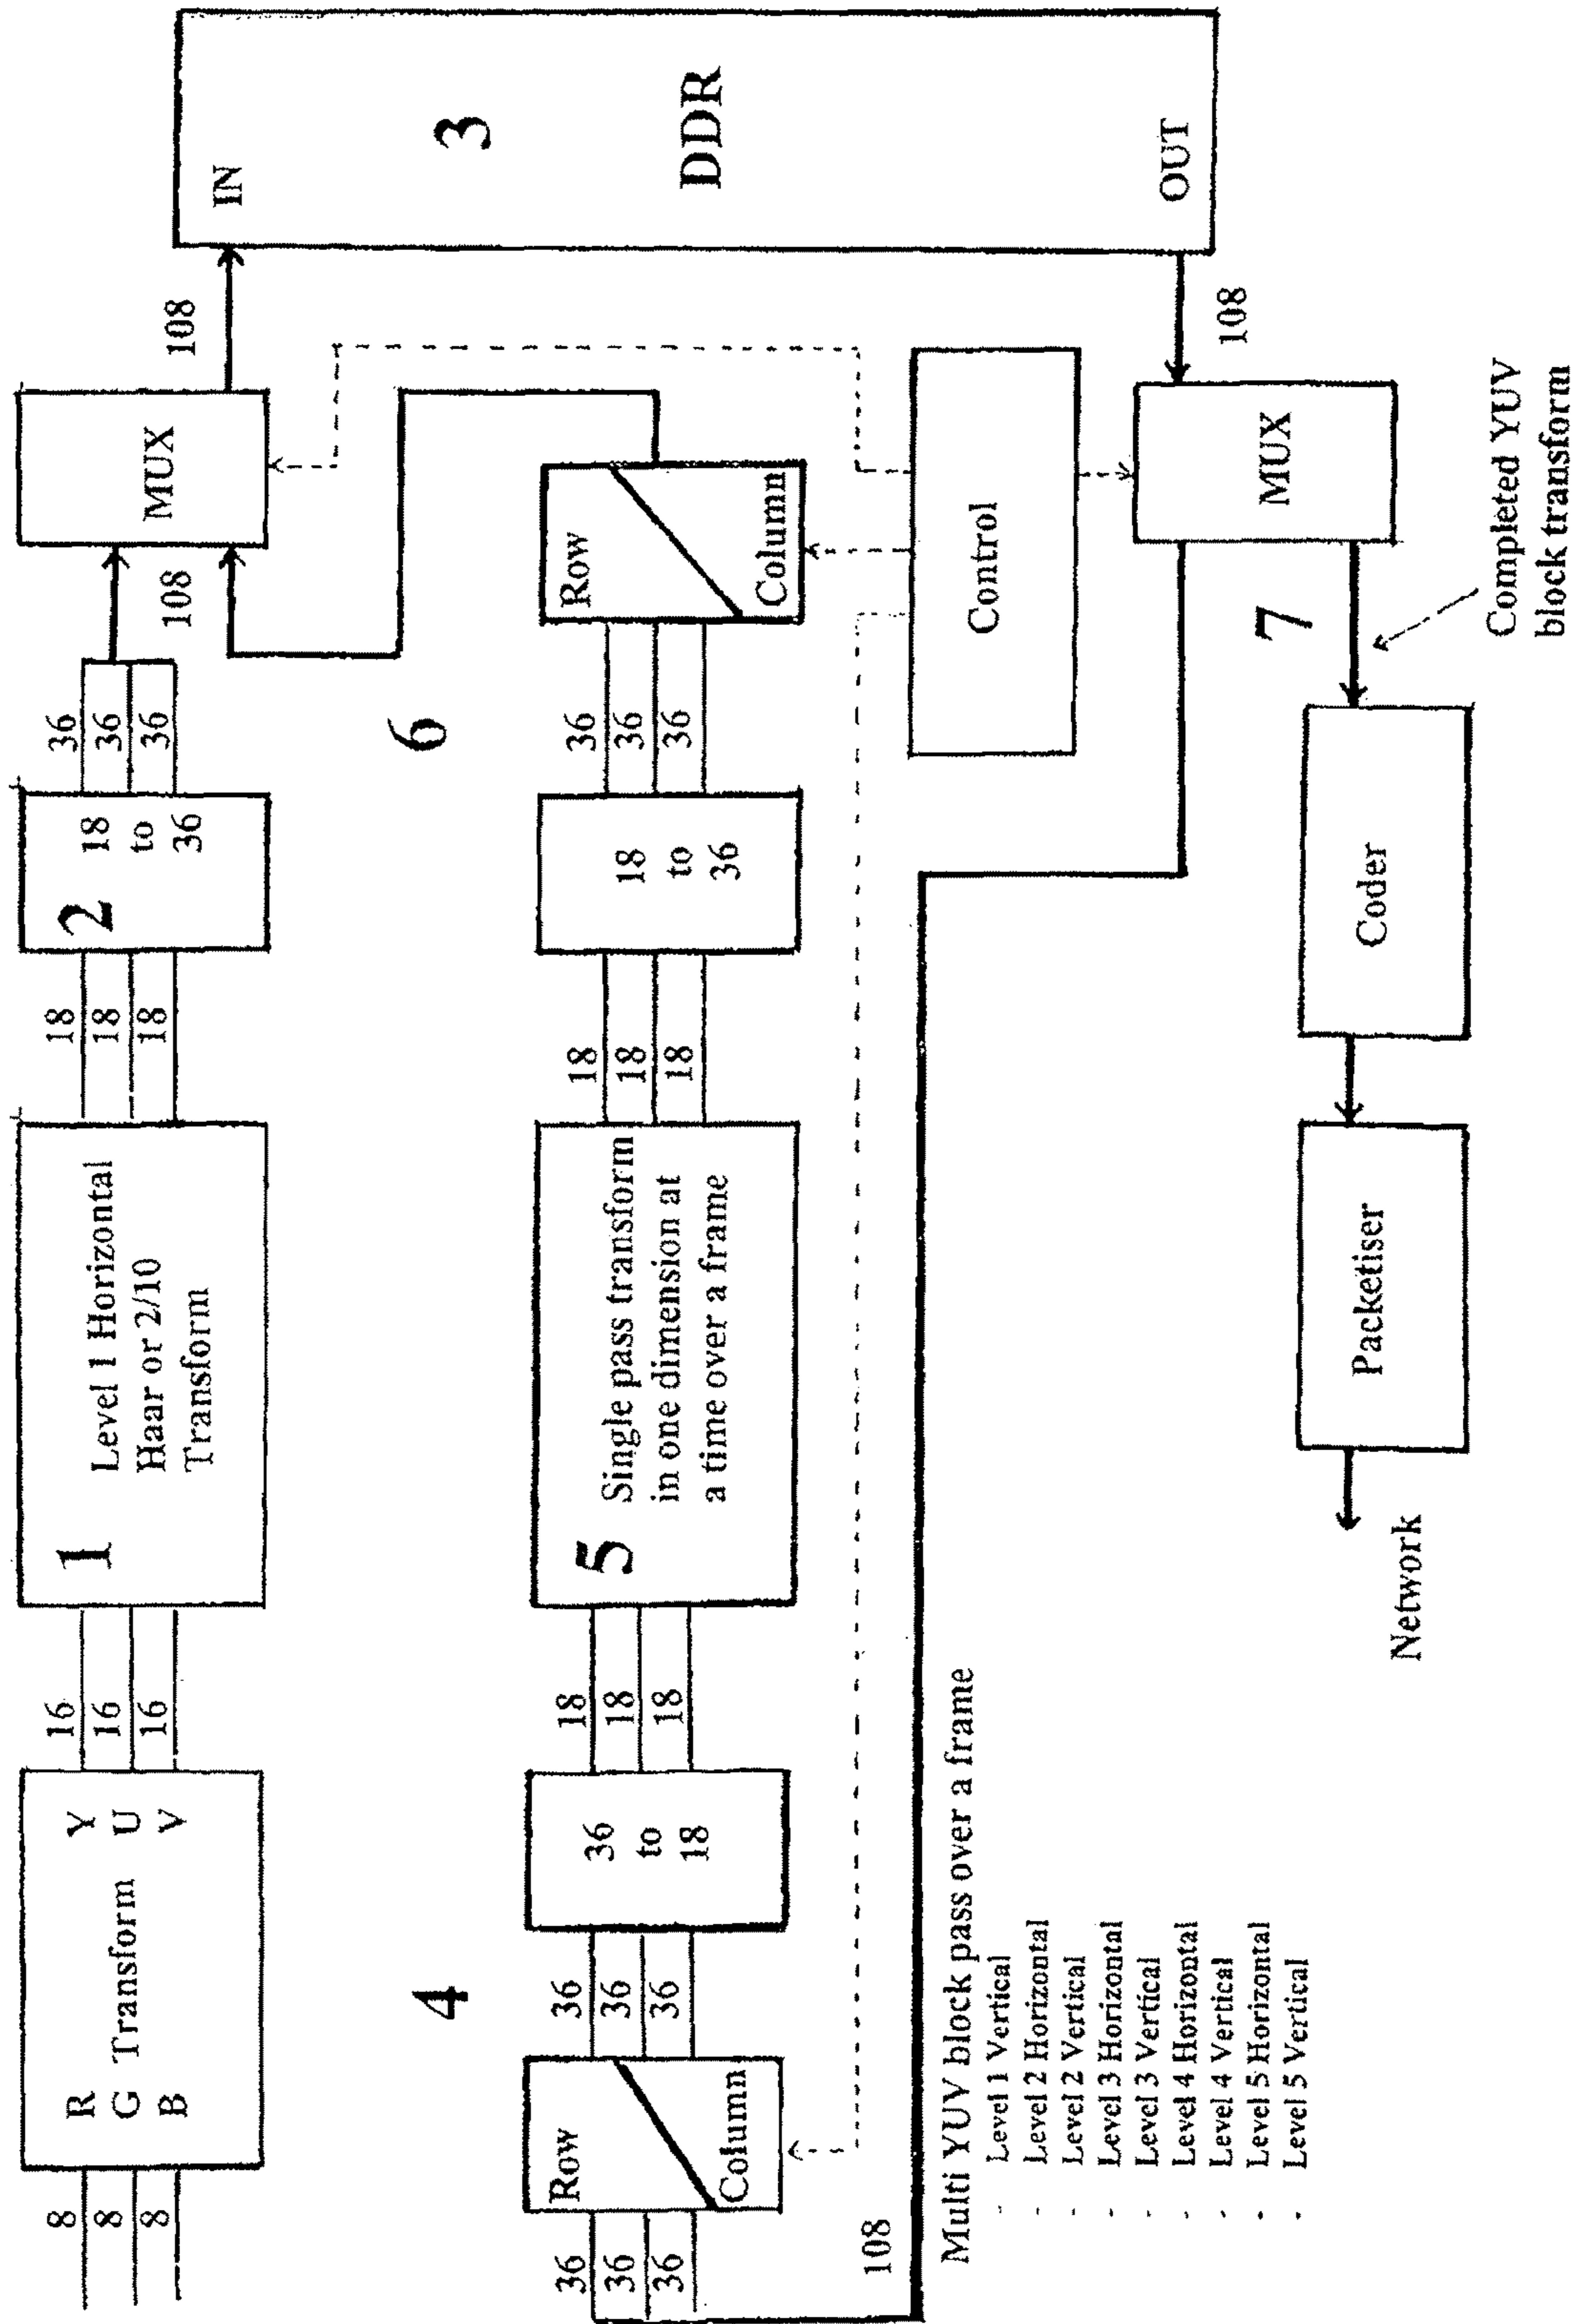 8
8
8
R Y
G Transform U
B V
16
16
16
1
Level 1 Horizontal
Haar or 2/10
Transform
18
18
18
2
18
to
36
36
36
36
108
MUX
108
IN
3
DDR
OUT
36
36
36
Row
Column
4
36
36
36
36
to
18
18
18
18
5
Single pass transform
in one dimension at
a time over a frame
18
18
18
18
to
36
6
36
36
36
Row
Column
Control
108
108
MUX
7
Completed YUV
block transform
Coder
Packetiser
Network
Multi YUV block pass over a frame
- Level 1 Vertical
- Level 2 Horizontal
- Level 2 Vertical
- Level 3 Horizontal
- Level 3 Vertical
- Level 4 Horizontal
- Level 4 Vertical
- Level 5 Horizontal
- Level 5 Vertical